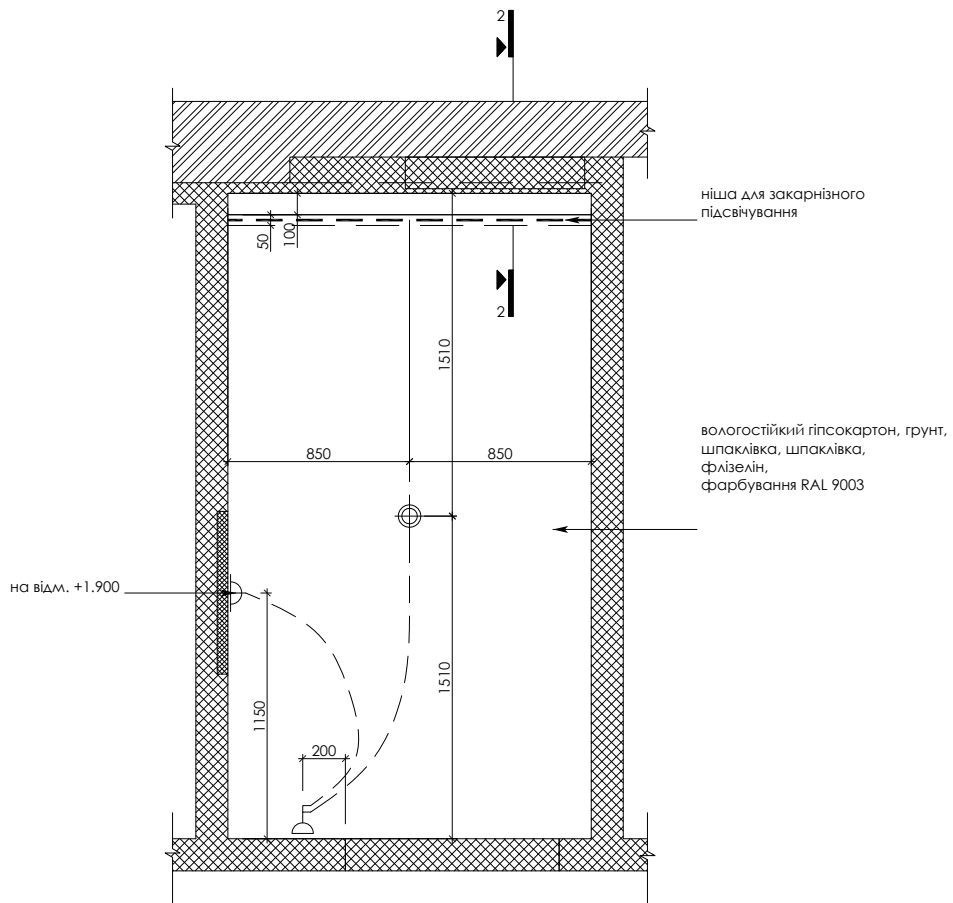 2
ніша для закарнізного
підсвічування
50
100
2
1510
вологостійкий гіпсокартон, грунт,
шпаклівка, шпаклівка,
флізелін,
фарбування RAL 9003
850
850
на відм. +1.900
1150
1510
200